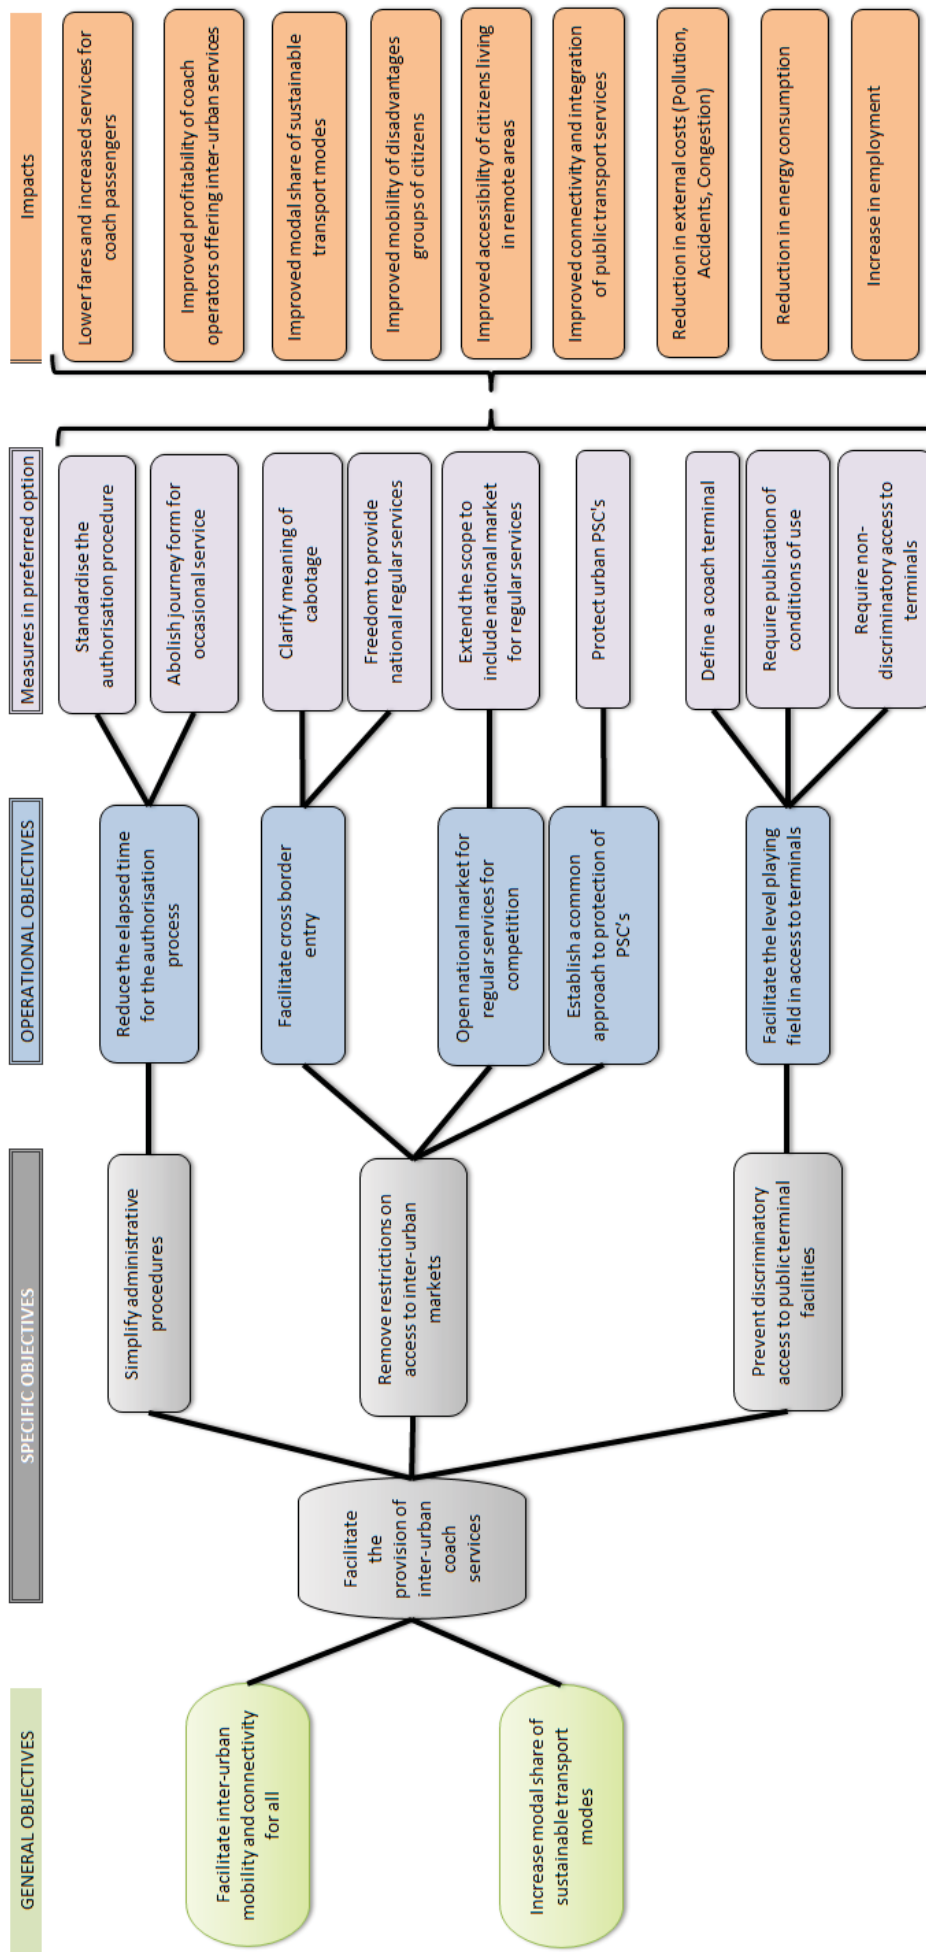 GENERAL OBJECTIVES
Facilitate inter-urban
mobility and connectivity
for all
Increase modal share of
sustainable transport
modes
SPECIFIC OBJECTIVES
Facilitate
the
provision of
inter-urban
coach
services
Simplify administrative
procedures
Remove restrictions on
access to inter-urban
markets
Prevent discriminatory
access to public terminal
facilities
OPERATIONAL OBJECTIVES
Reduce the elapsed time
for the authorisation
process
Facilitate cross border
entry
Open national market for
regular services for
competition
Establish a common
approach to protection of
PSC's
Facilitate the level playing
field in access to terminals
Measures in preferred option
Standardise the
authorisation procedure
Abolish journey form for
occasional service
Clarify meaning of
cabotage
Freedom to provide
national regular services
Extend the scope to
include national market
for regular services
Protect urban PSC's
Define a coach terminal
Require publication of
conditions of use
Require non-
discriminatory access to
terminals
Impacts
Lower fares and increased services for
coach passengers
Improved profitability of coach
operators offering inter-urban services
Improved modal share of sustainable
transport modes
Improved mobility of disadvantages
groups of citizens
Improved accessibility of citizens living
in remote areas
Improved connectivity and integration
of public transport services
Reduction in external costs (Pollution,
Accidents, Congestion)
Reduction in energy consumption
Increase in employment